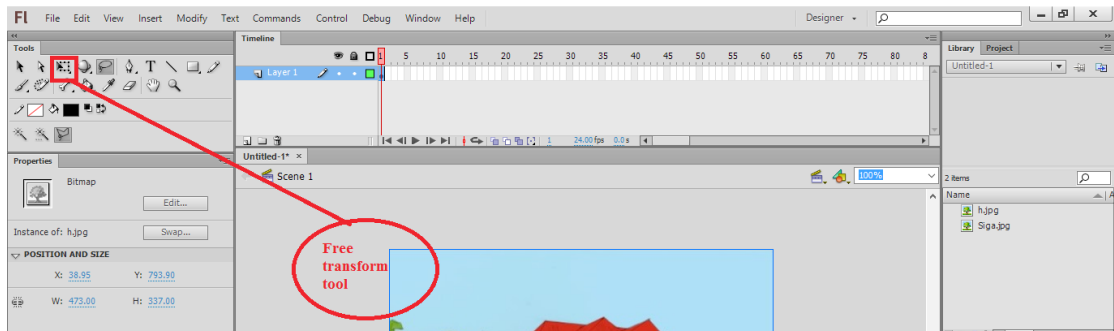 Fl File Edit View Insert Modify Text Commands Control Debug Window Help Designer
Tools
Timeline
Library Project
T
1 5 10 15 20 25 30 35 40 45 50 55 60 65 70 75 80 8
Untitled-1
Layer 1
1 24.00 fps 0.0 s
Properties
Untitled-1* ×
Scene 1
100%
2 items
Bitmap
Edit...
Name A
h.jpg
Siga.jpg
Instance of: h.jpg Swap...
POSITION AND SIZE
X: 38.95 Y: 793.90
W: 473.00 H: 337.00
Free
transform
tool